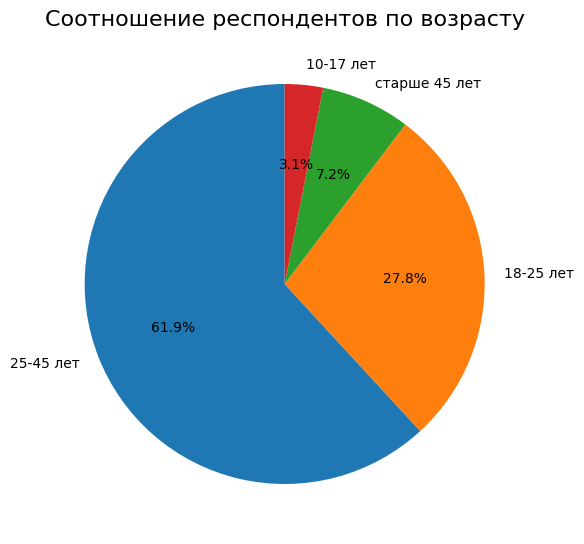 Соотношение респондентов по возрасту
10-17 лет
старше 45 лет
3.1%
7.2%
18-25 лет
27.8%
61.9%
25-45 лет